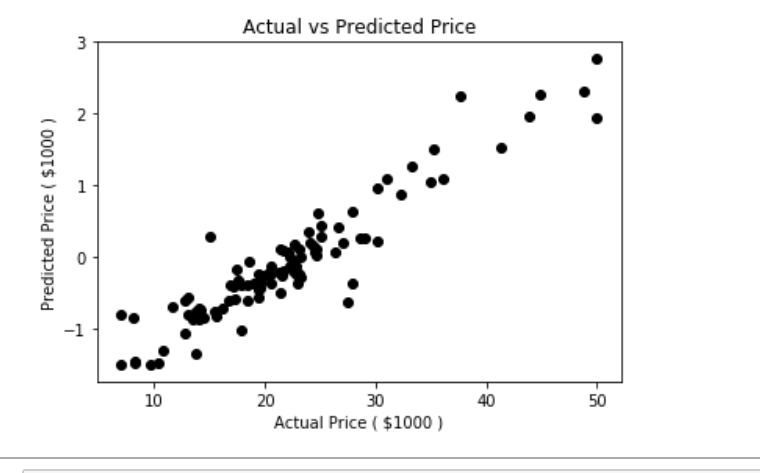 Actual vs Predicted Price
3
2
1
0
−1
Predicted Price ( $1000 )
10 20 30 40 50
Actual Price ( $1000 )